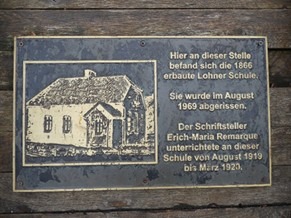 Hier an dieser Stelle
befand sich die 1866
erbaute Lohner Schule.
Sie wurde im August
1969 abgerissen.
Der Schriftsteller
Erich-Maria Remarque
unterrichtete an dieser
Schule von August 1919
bis März 1920.